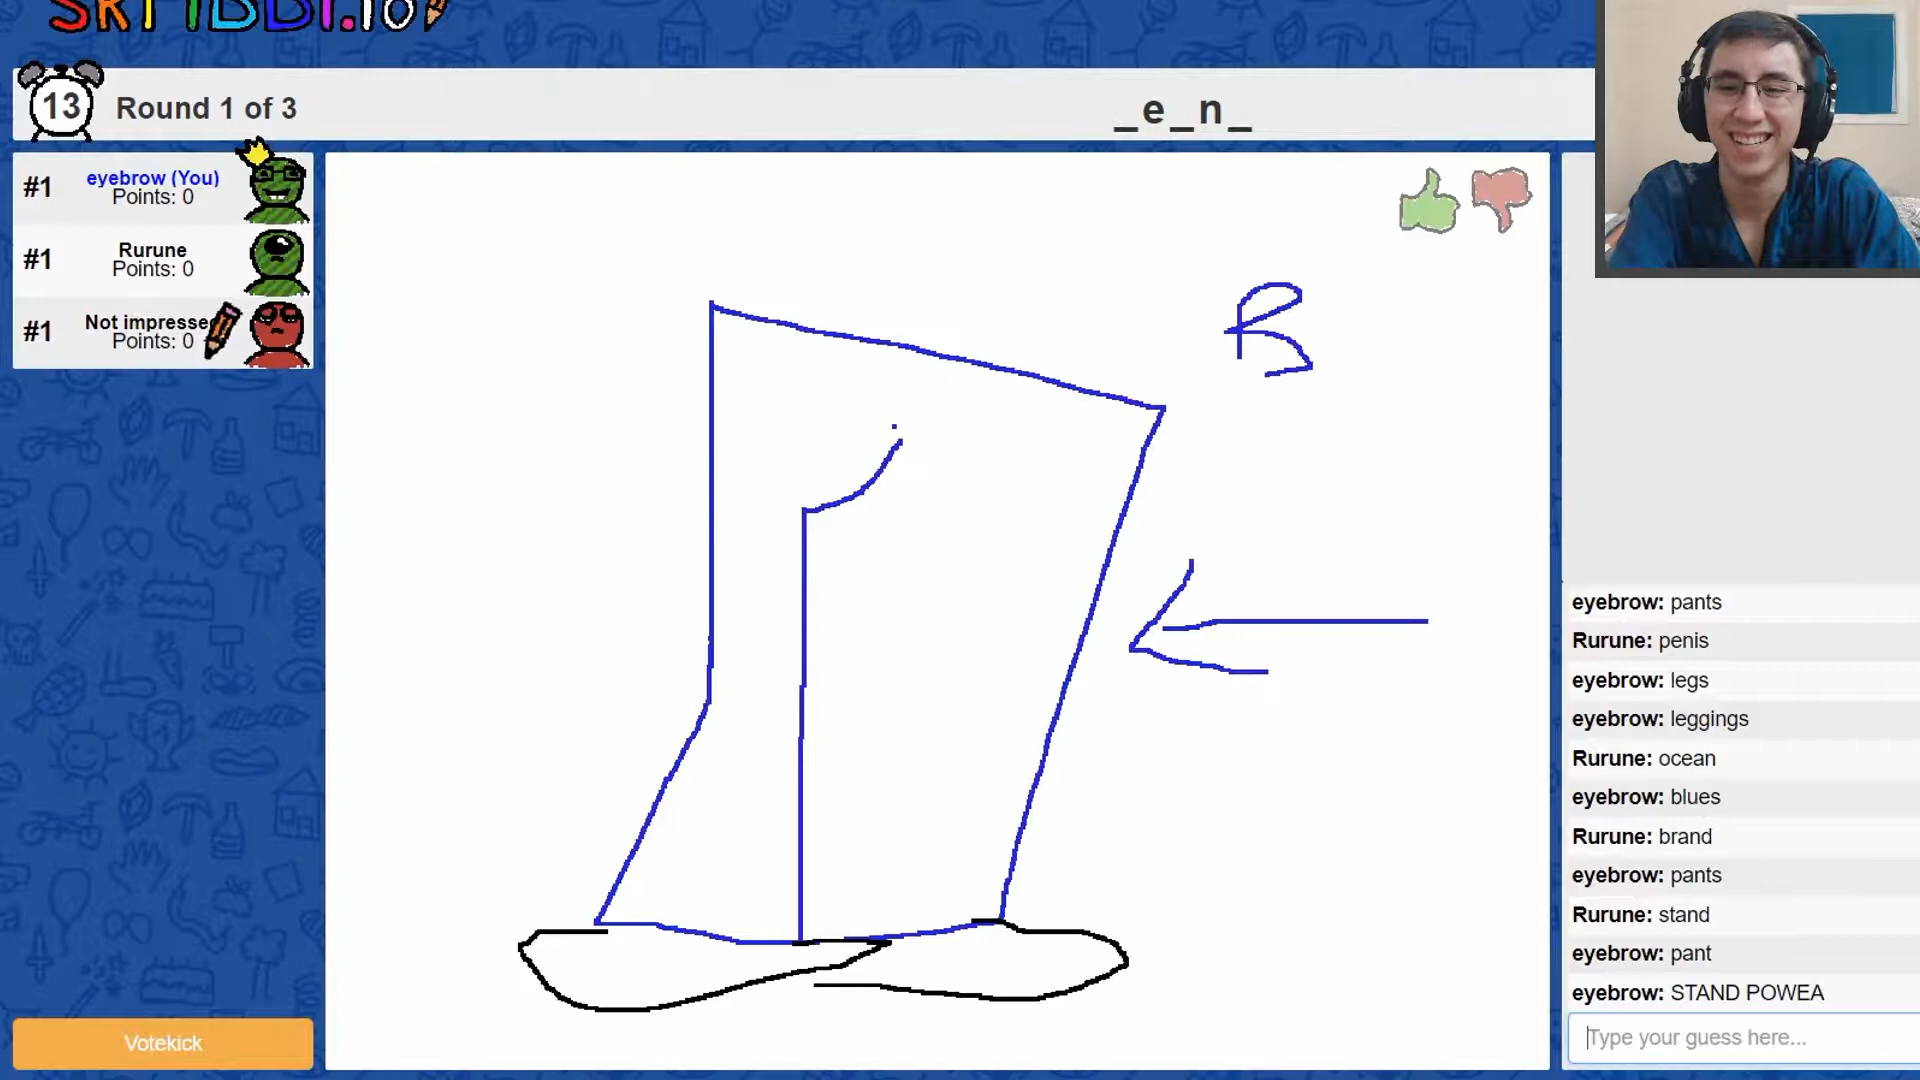 SKRIBBL.io
13
Round 1 of 3
_e_n_
#1
eyebrow (You)
Points: 0
#1
Rurune
Points: 0
#1
Not impresse
Points: 0
R
eyebrow: pants
Rurune: penis
eyebrow: legs
eyebrow: leggings
Rurune: ocean
eyebrow: blues
Rurune: brand
eyebrow: pants
Rurune: stand
eyebrow: pant
eyebrow: STAND POWEA
Type your guess here...
Votekick